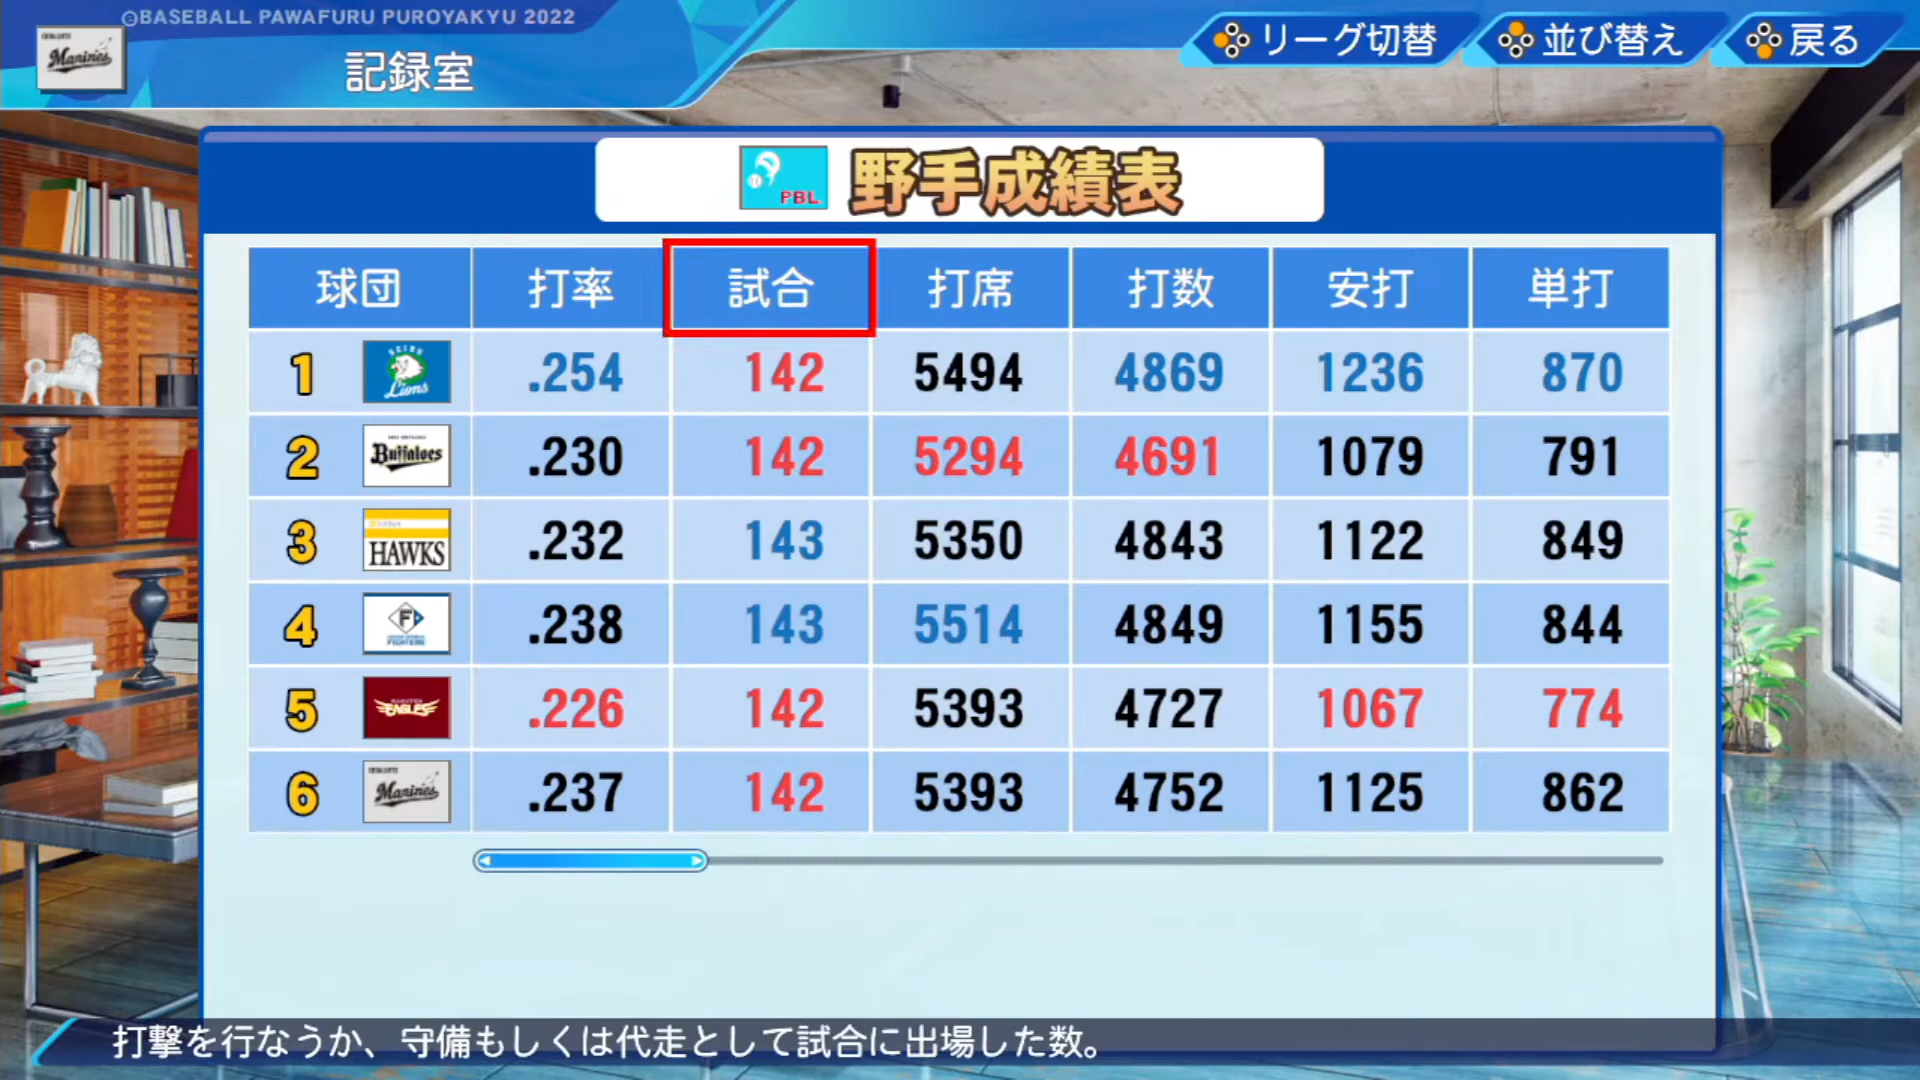 ©BASEBALL PAWAFURU PUROYAKYU 2022
Marines
記録室
リーグ切替
並び替え
戻る
PBL
野手成績表
球団 打率 試合 打席 打数 安打 単打
1 SEIBU Lions .254 142 5494 4869 1236 870
2 Buffaloes .230 142 5294 4691 1079 791
3 HAWKS .232 143 5350 4843 1122 849
4 F FIGHTERS .238 143 5514 4849 1155 844
5 EAGLES .226 142 5393 4727 1067 774
6 Marines .237 142 5393 4752 1125 862
打撃を行なうか、守備もしくは代走として試合に出場した数。